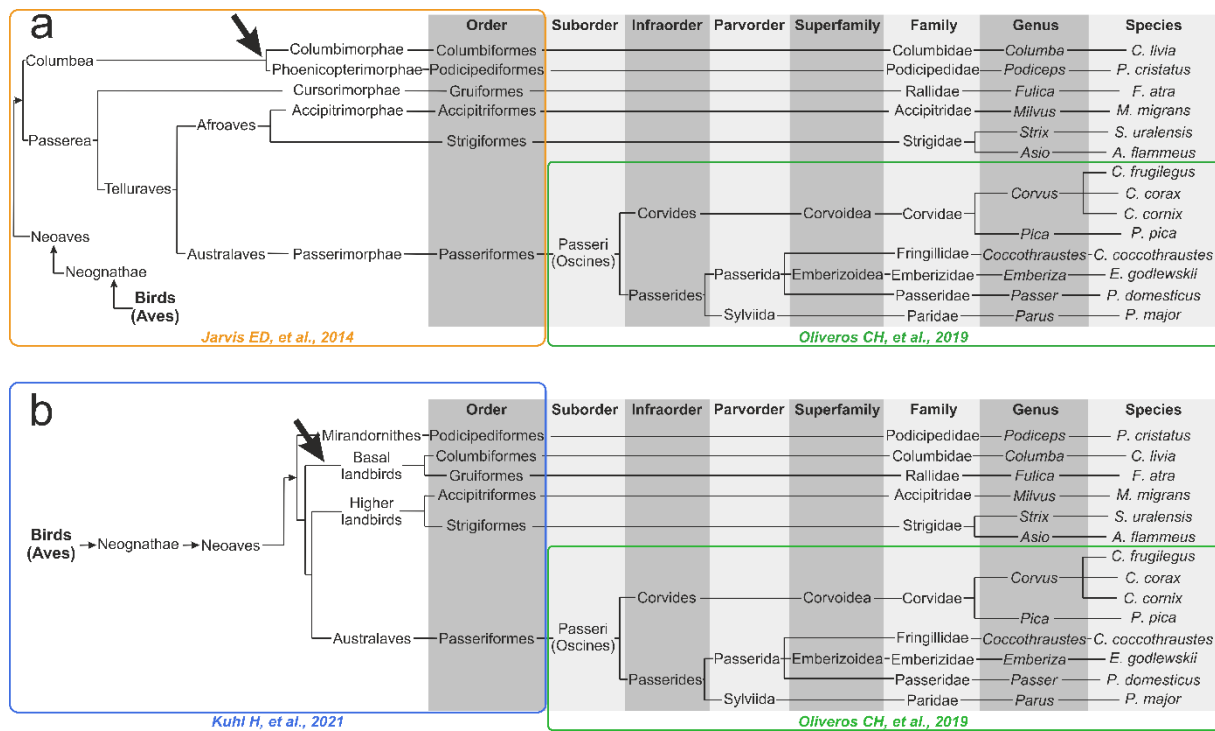 a
Order Suborder Infraorder Parvorder Superfamily Family Genus Species
Columbea Columbimorphae Columbiformes Columbidae Columba C. livia
Phoenicopterimorphae Podicipediformes Podicipedidae Podiceps P. cristatus
Cursorimorphae Gruiformes Rallidae Fulica F. atra
Accipitrimorphae Accipitriformes Accipitridae Milvus M. migrans
Passerea Afroaves Strigiformes Strigidae Strix S. uralensis
Asio A. flammeus
Telluraves
C. frugilegus
Corvides Corvoidea Corvidae Corvus C. corax
C. cornix
Neoaves Pica P. pica
Australaves Passerimorphae Passeriformes Passeri
(Oscines)
Fringillidae Coccothraustes C. coccothraustes
Neognathae Passerida Emberizoidea Emberizidae Emberiza E. godlewskii
Birds
(Aves)
Passerides Passeridae Passer P. domesticus
Sylviida Paridae Parus P. major
Jarvis ED, et al., 2014 Oliveros CH, et al., 2019
b
Order Suborder Infraorder Parvorder Superfamily Family Genus Species
Mirandornithes Podicipediformes Podicipedidae Podiceps P. cristatus
Basal
landbirds
Columbiformes Columbidae Columba C. livia
Gruiformes Rallidae Fulica F. atra
Higher
landbirds
Accipitriformes Accipitridae Milvus M. migrans
Strigiformes Strigidae Strix S. uralensis
Asio A. flammeus
Birds
(Aves)
Neognathae Neoaves
C. frugilegus
Corvides Corvoidea Corvidae Corvus C. corax
C. cornix
Pica P. pica
Australaves Passeriformes Passeri
(Oscines)
Fringillidae Coccothraustes C. coccothraustes
Passerida Emberizoidea Emberizidae Emberiza E. godlewskii
Passerides Passeridae Passer P. domesticus
Sylviida Paridae Parus P. major
Kuhl H, et al., 2021 Oliveros CH, et al., 2019